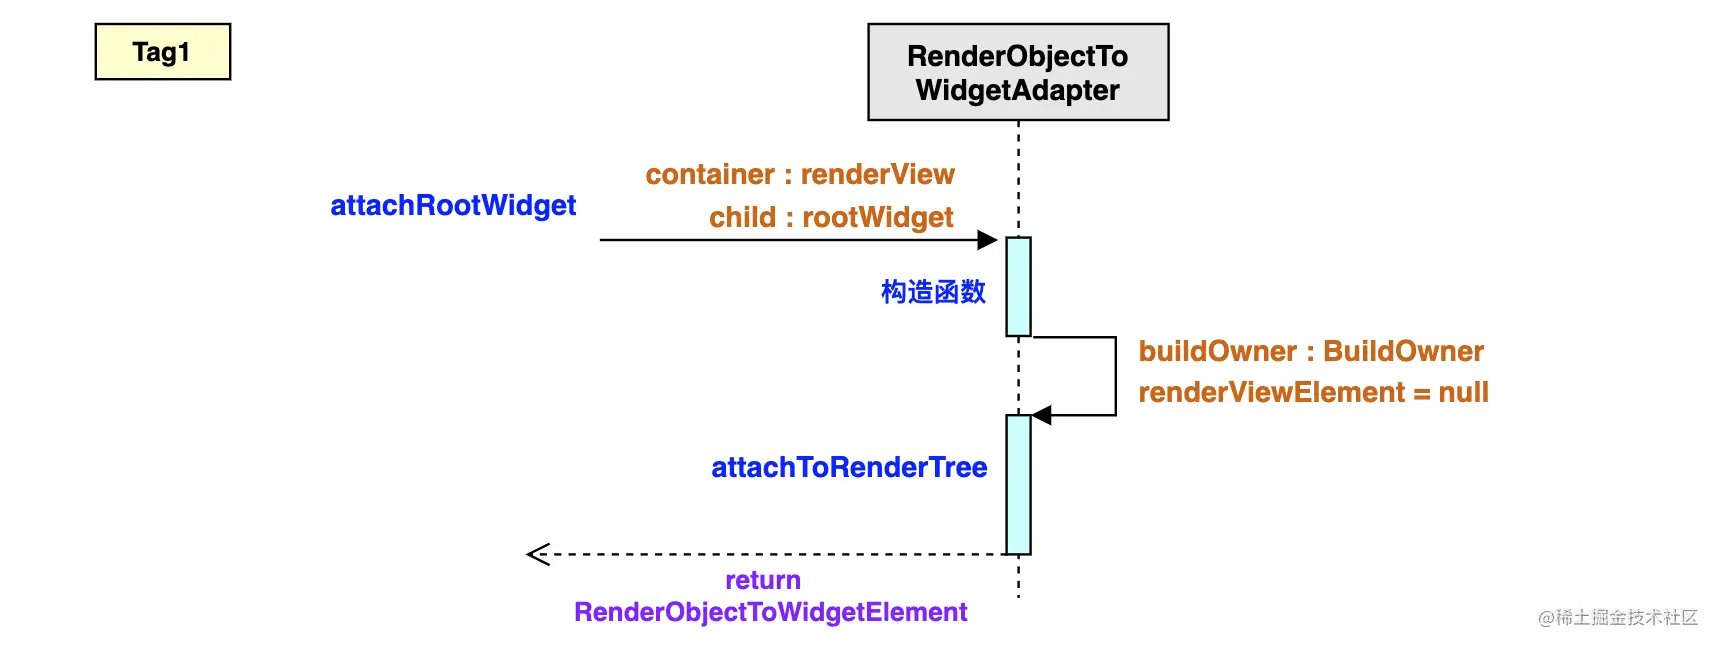 Tag1
RenderObjectTo
WidgetAdapter
container : renderView
attachRootWidget
child : rootWidget
构造函数
buildOwner : BuildOwner
renderViewElement = null
attachToRenderTree
return
RenderObjectToWidgetElement
@稀土掘金技术社区